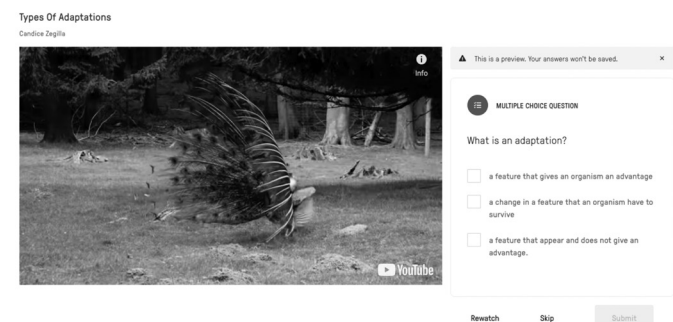 Types Of Adaptations
Candice Zegilla
Info
YouTube
This is a preview. Your answers won't be saved.
MULTIPLE CHOICE QUESTION
What is an adaptation?
a feature that gives an organism an advantage
a change in a feature that an organism have to
survive
a feature that appear and does not give an
advantage.
Rewatch Skip Submit